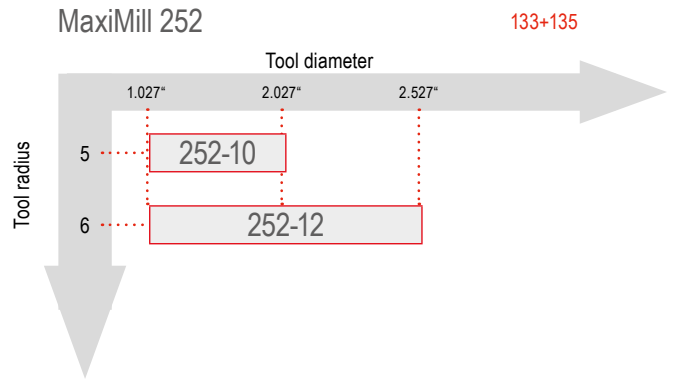 MaxiMill 252
133+135
Tool diameter
1.027“ 2.027“ 2.527“
Tool radius
5 252-10
6 252-12